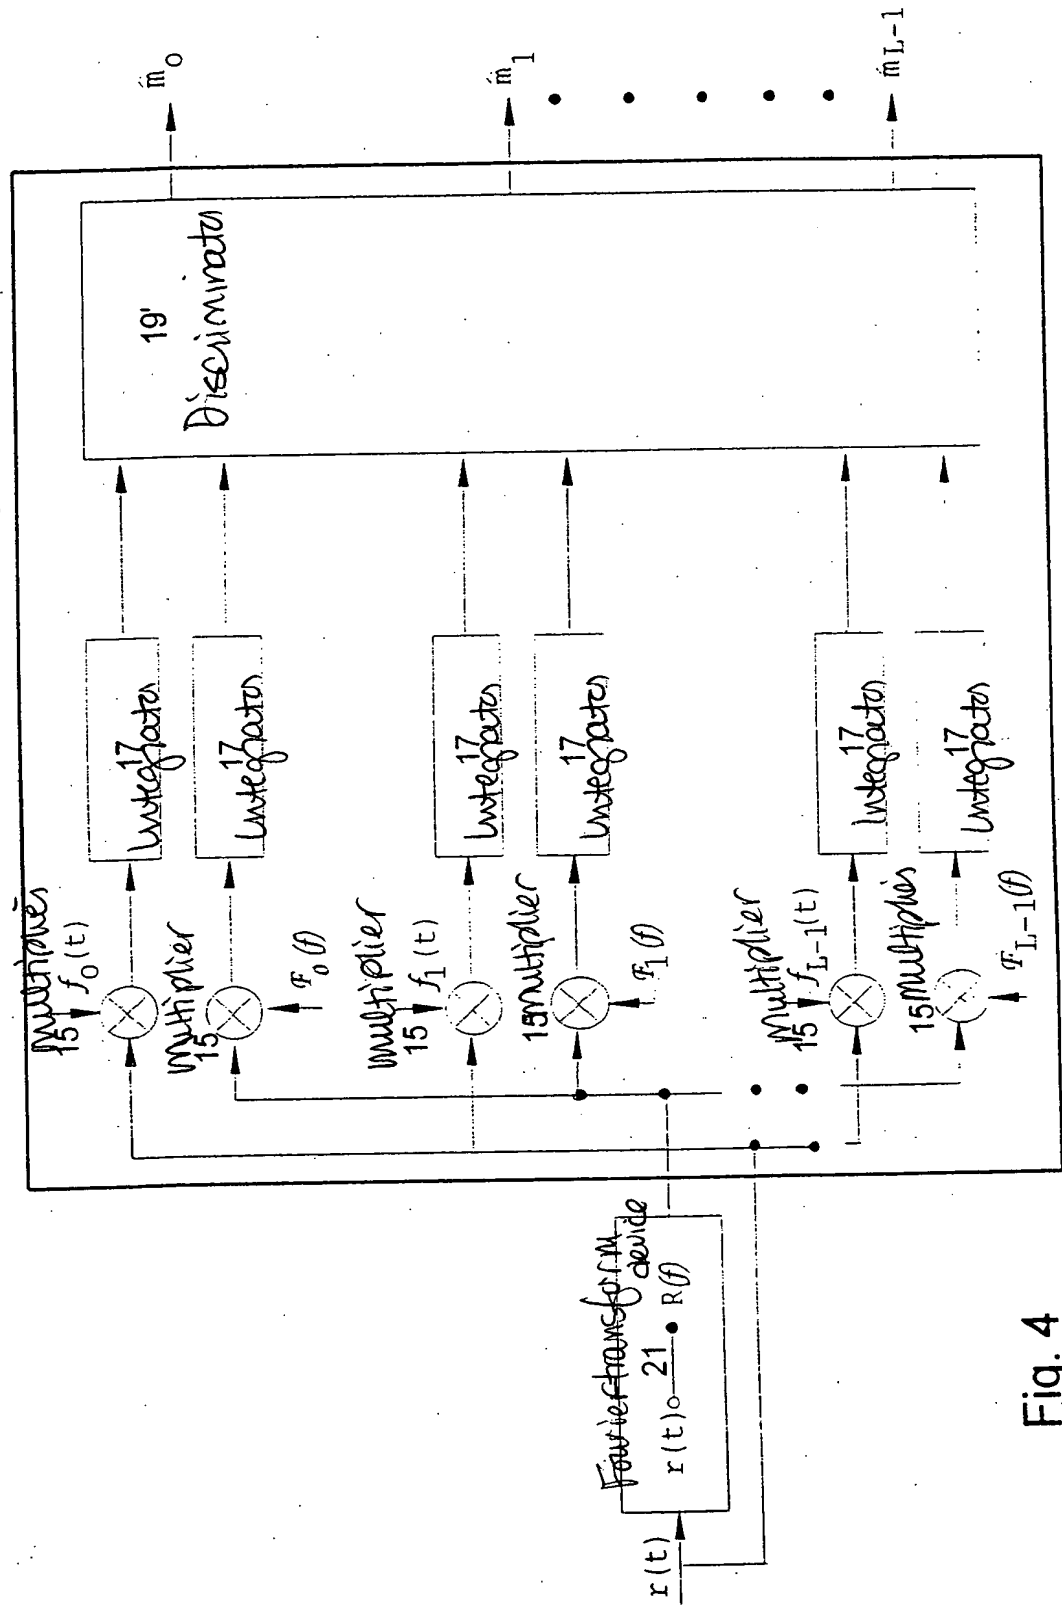 m̂0
m̂1
m̂L-1
19'
Discriminator
17
Integrator
17
Integrator
17
Integrator
17
Integrator
17
Integrator
17
Integrator
Multiplier
15
f0(t)
Multiplier
15
F0(f)
Multiplier
15
f1(t)
Multiplier
15
F1(f)
Multiplier
15
fL-1(t)
Multiplier
15
FL-1(f)
Fourier transform
device
21
r(t) R(f)
r(t)
Fig. 4